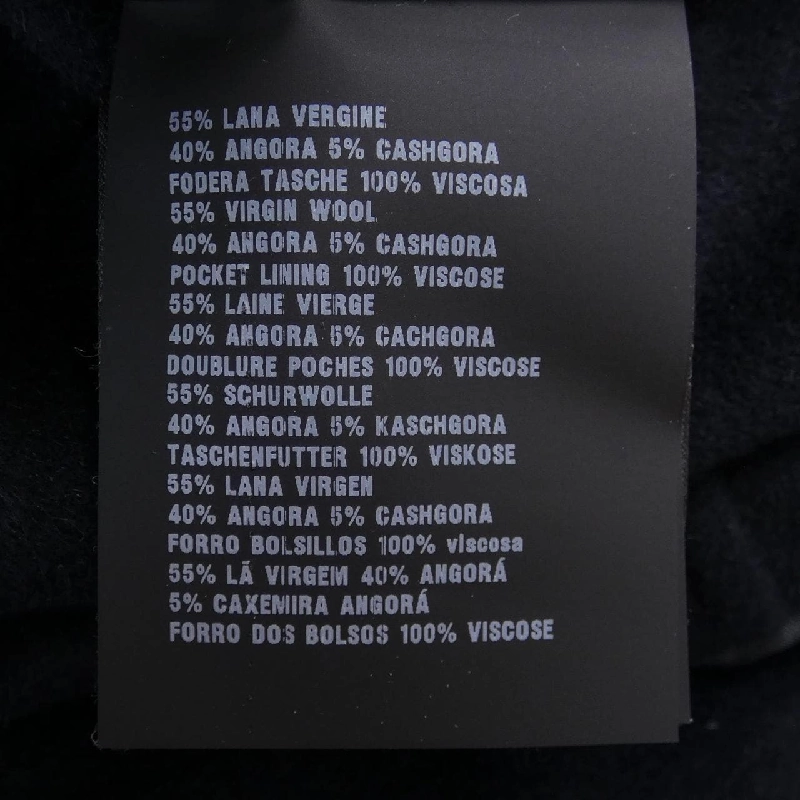 55% LANA VERGINE
40% ANGORA 5% CASHGORA
FODERA TASCHE 100% VISCOSA
55% VIRGIN WOOL
40% ANGORA 5% CASHGORA
POCKET LINING 100% VISCOSE
55% LAINE VIERGE
40% ANGORA 5% CACHGORA
DOUBLURE POCHES 100% VISCOSE
55% SCHURWOLLE
40% ANGORA 5% KASCHGORA
TASCHENFUTTER 100% VISKOSE
55% LANA VIRGEN
40% ANGORA 5% CASHGORA
FORRO BOLSILLOS 100% viscosa
55% LÃ VIRGEM 40% ANGORÁ
5% CAXEMIRA ANGORÁ
FORRO DOS BOLSOS 100% VISCOSE